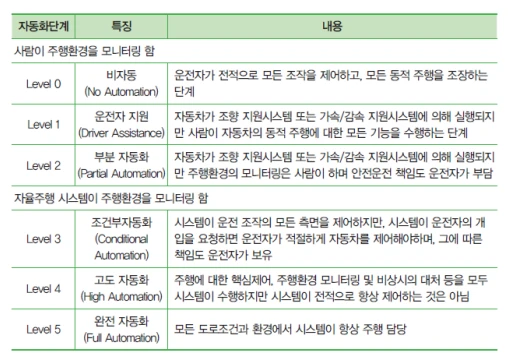 자동화단계 특징 내용
사람이 주행환경을 모니터링 함
Level 0
비자동
(No Automation)
운전자가 전적으로 모든 조작을 제어하고, 모든 동적 주행을 조장하는
단계
Level 1
운전자 지원
(Driver Assistance)
자동차가 조향 지원시스템 또는 가속/감속 지원시스템에 의해 실행되지
만 사람이 자동차의 동적 주행에 대한 모든 기능을 수행하는 단계
Level 2
부분 자동화
(Partial Automation)
자동차가 조향 지원시스템 또는 가속/감속 지원시스템에 의해 실행되지
만 주행환경의 모니터링은 사람이 하며 안전운전 책임도 운전자가 부담
자율주행 시스템이 주행환경을 모니터링 함
Level 3
조건부자동화
(Conditional
Automation)
시스템이 운전 조작의 모든 측면을 제어하지만, 시스템이 운전자의 개
입을 요청하면 운전자가 적절하게 자동차를 제어해야하며, 그에 따른
책임도 운전자가 보유
Level 4
고도 자동화
(High Automation)
주행에 대한 핵심제어, 주행환경 모니터링 및 비상시의 대처 등을 모두
시스템이 수행하지만 시스템이 전적으로 항상 제어하는 것은 아님
Level 5
완전 자동화
(Full Automation)
모든 도로조건과 환경에서 시스템이 항상 주행 담당